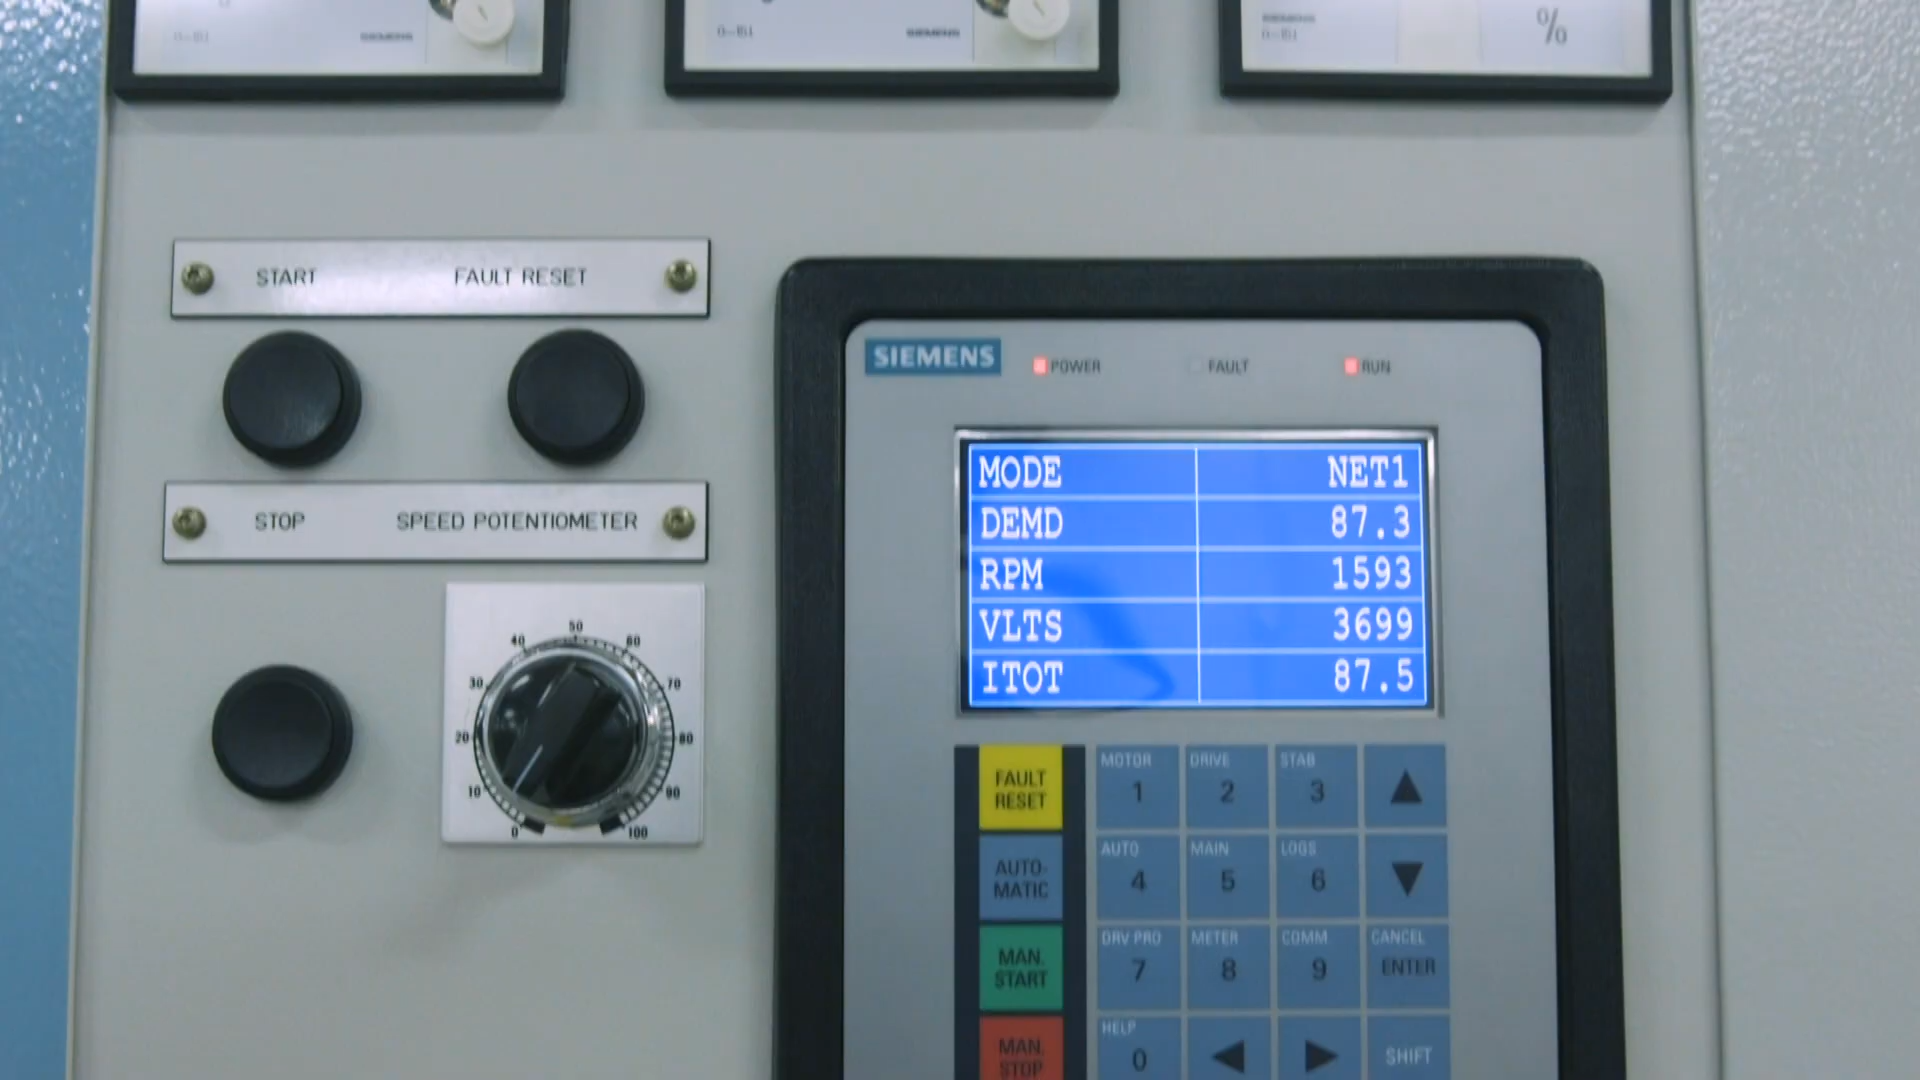 SIEMENS
SIEMENS
SIEMENS
%
START FAULT RESET
STOP SPEED POTENTIOMETER
0 10 20 30 40 50 60 70 80 90 100
SIEMENS POWER FAULT RUN
MODE NET1
DEMD 87.3
RPM 1593
VLTS 3699
ITOT 87.5
FAULT
RESET
AUTO-
MATIC
MAN.
START
MAN.
STOP
MOTOR DRIVE STAB
1 2 3 ▲
AUTO MAIN LOGS
4 5 6 ▼
DRV PRO METER COMM CANCEL
7 8 9 ENTER
HELP
0 ◀ ▶ SHIFT